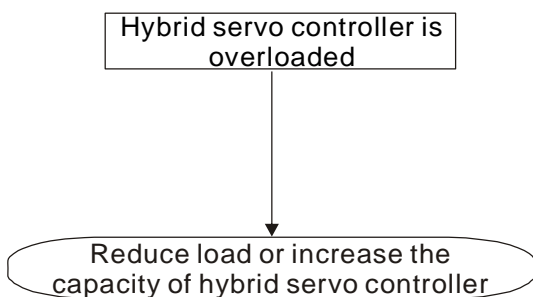 Hybrid servo controller is
overloaded
Reduce load or increase the
capacity of hybrid servo controller